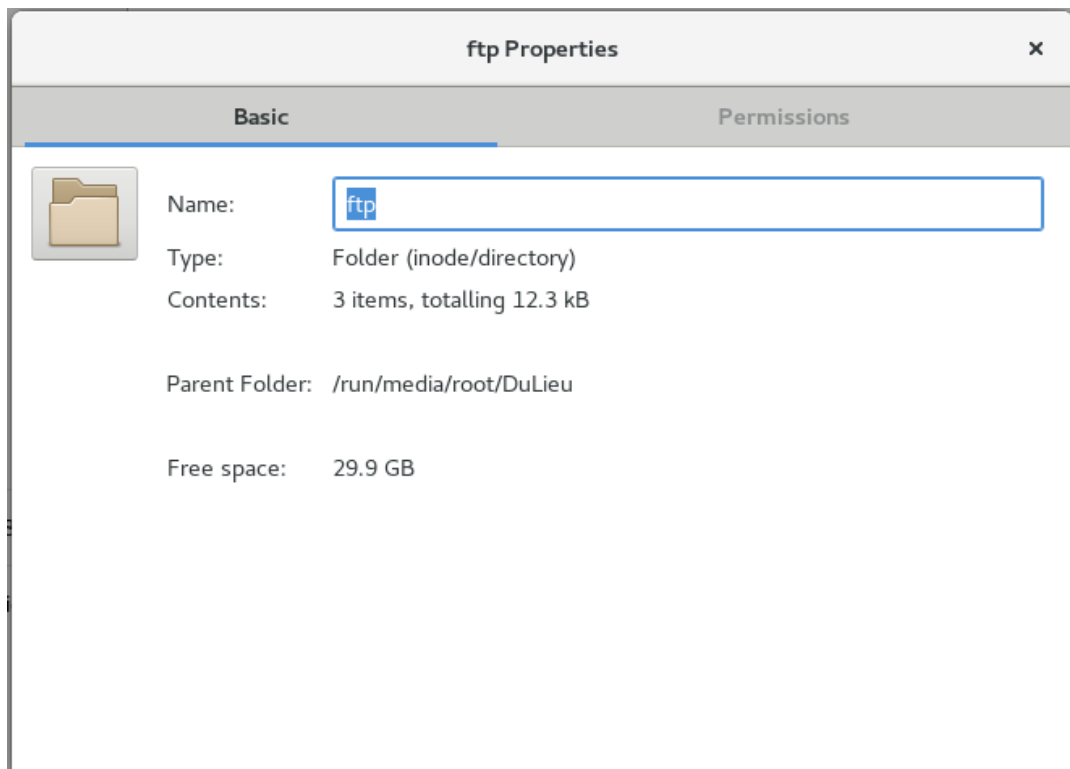 ftp Properties
Basic
Permissions
Name: ftp
Type: Folder (inode/directory)
Contents: 3 items, totalling 12.3 kB
Parent Folder: /run/media/root/DuLieu
Free space: 29.9 GB